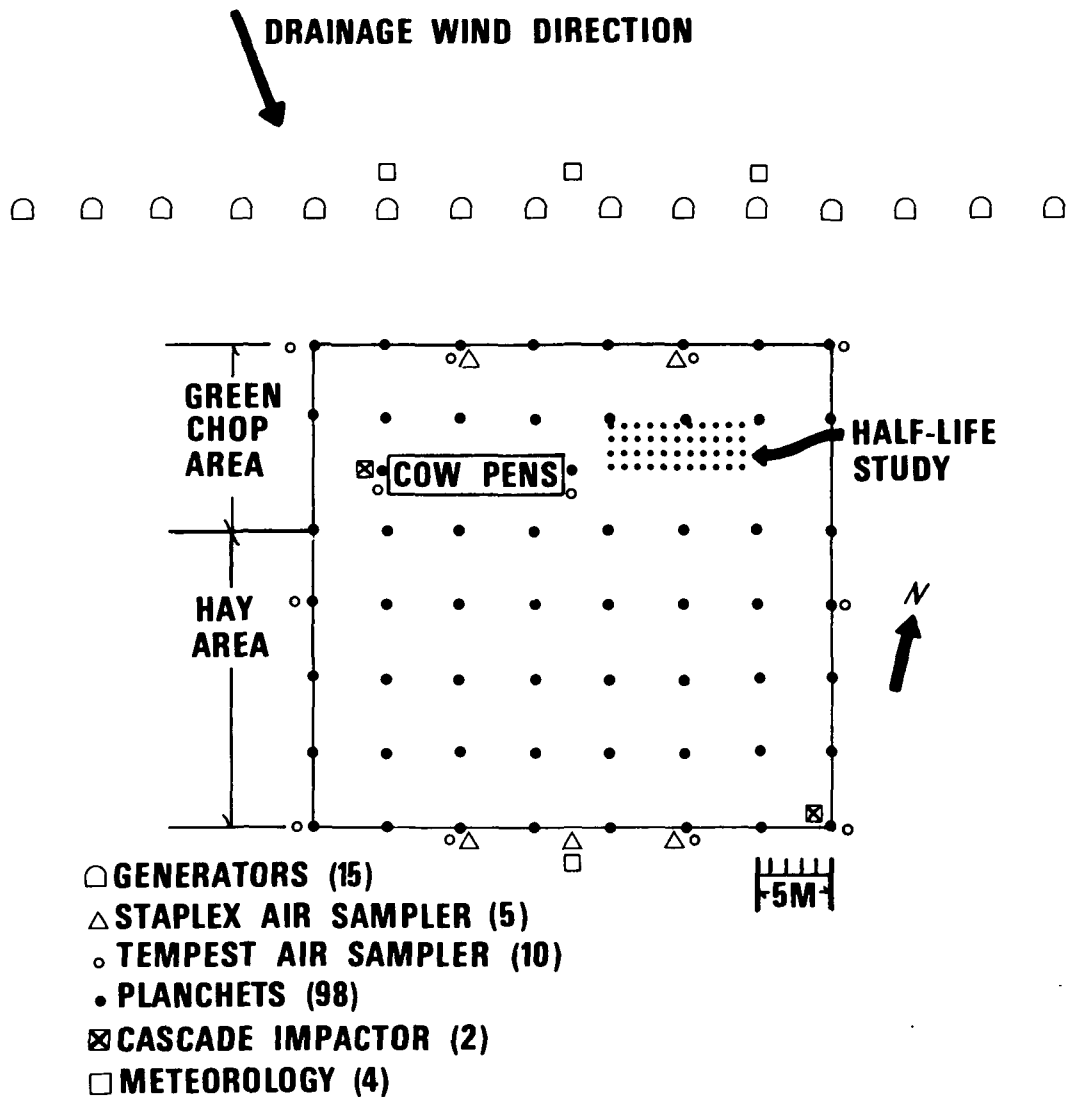 DRAINAGE WIND DIRECTION
GREEN
CHOP
AREA
COW PENS
HALF-LIFE
STUDY
HAY
AREA
N
GENERATORS (15)
STAPLEX AIR SAMPLER (5)
TEMPEST AIR SAMPLER (10)
PLANCHETS (98)
CASCADE IMPACTOR (2)
METEOROLOGY (4)
5M